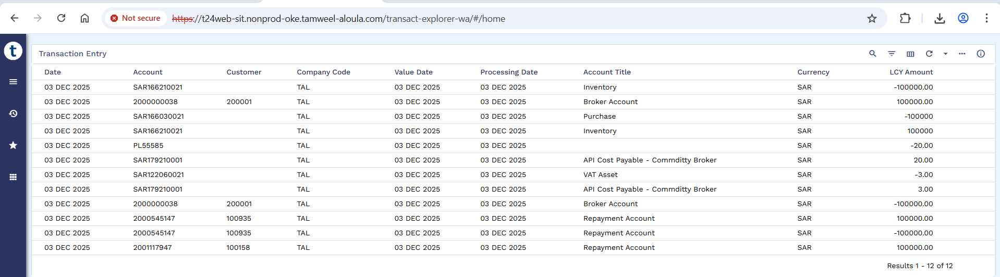 Not secure https://t24web-sit.nonprod-oke.tamweel-aloula.com/transact-explorer-wa/#/home
t
Transaction Entry
Date Account Customer Company Code Value Date Processing Date Account Title Currency LCY Amount
03 DEC 2025 SAR166210021 TAL 03 DEC 2025 03 DEC 2025 Inventory SAR -100000.00
03 DEC 2025 2000000038 200001 TAL 03 DEC 2025 03 DEC 2025 Broker Account SAR 100000.00
03 DEC 2025 SAR166030021 TAL 03 DEC 2025 03 DEC 2025 Purchase SAR -100000
03 DEC 2025 SAR166210021 TAL 03 DEC 2025 03 DEC 2025 Inventory SAR 100000
03 DEC 2025 PL55585 TAL 03 DEC 2025 03 DEC 2025 SAR -20.00
03 DEC 2025 SAR179210001 TAL 03 DEC 2025 03 DEC 2025 API Cost Payable - Commditty Broker SAR 20.00
03 DEC 2025 SAR122060021 TAL 03 DEC 2025 03 DEC 2025 VAT Asset SAR -3.00
03 DEC 2025 SAR179210001 TAL 03 DEC 2025 03 DEC 2025 API Cost Payable - Commditty Broker SAR 3.00
03 DEC 2025 2000000038 200001 TAL 03 DEC 2025 03 DEC 2025 Broker Account SAR -100000.00
03 DEC 2025 2000545147 100935 TAL 03 DEC 2025 03 DEC 2025 Repayment Account SAR 100000.00
03 DEC 2025 2000545147 100935 TAL 03 DEC 2025 03 DEC 2025 Repayment Account SAR -100000.00
03 DEC 2025 2001117947 100158 TAL 03 DEC 2025 03 DEC 2025 Repayment Account SAR 100000.00
Results 1 - 12 of 12